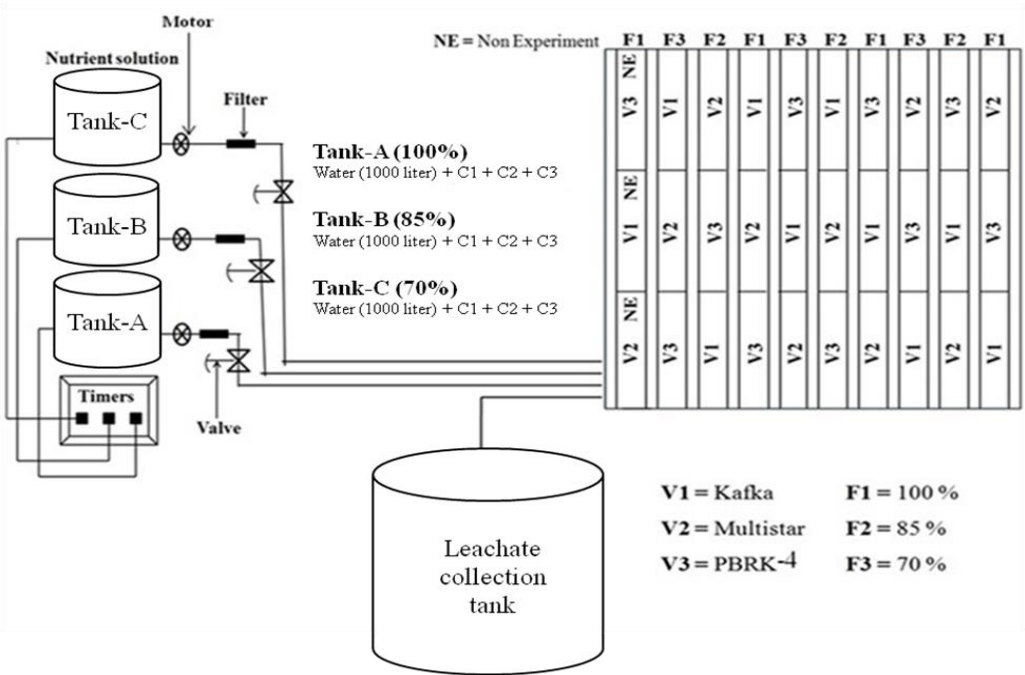 Motor
Nutrient solution
Filter
Tank-C
Tank-B
Tank-A
Timers
Valve
Tank-A (100%)
Water (1000 liter) + C1 + C2 + C3
Tank-B (85%)
Water (1000 liter) + C1 + C2 + C3
Tank-C (70%)
Water (1000 liter) + C1 + C2 + C3
NE = Non Experiment
F1 F3 F2 F1 F3 F2 F1 F3 F2 F1
NE
V3 V1 V2 V1 V3 V1 V3 V2 V3 V2
NE
V1 V2 V3 V2 V1 V2 V1 V3 V1 V3
NE
V2 V3 V1 V3 V2 V3 V2 V1 V2 V1
Leachate
collection
tank
V1 = Kafka F1 = 100 %
V2 = Multistar F2 = 85 %
V3 = PBRK-4 F3 = 70 %